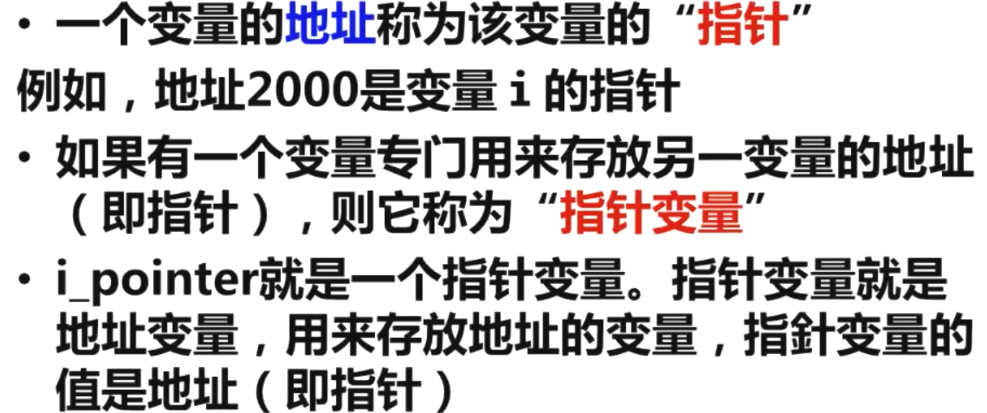 • 一个变量的地址称为该变量的“指针”
例如，地址2000是变量 i 的指针
• 如果有一个变量专门用来存放另一变量的地址
（即指针），则它称为“指针变量”
• i_pointer就是一个指针变量。指针变量就是
地址变量，用来存放地址的变量，指針变量的
值是地址（即指针）